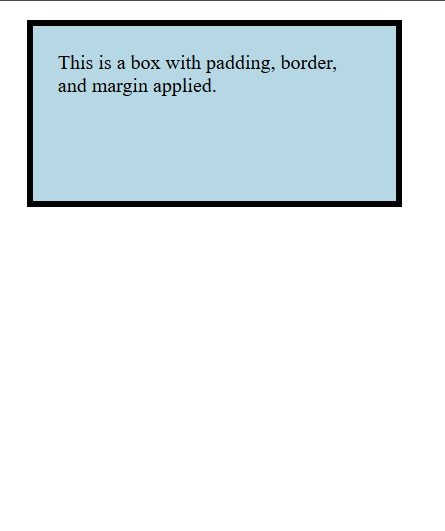 This is a box with padding, border,
and margin applied.